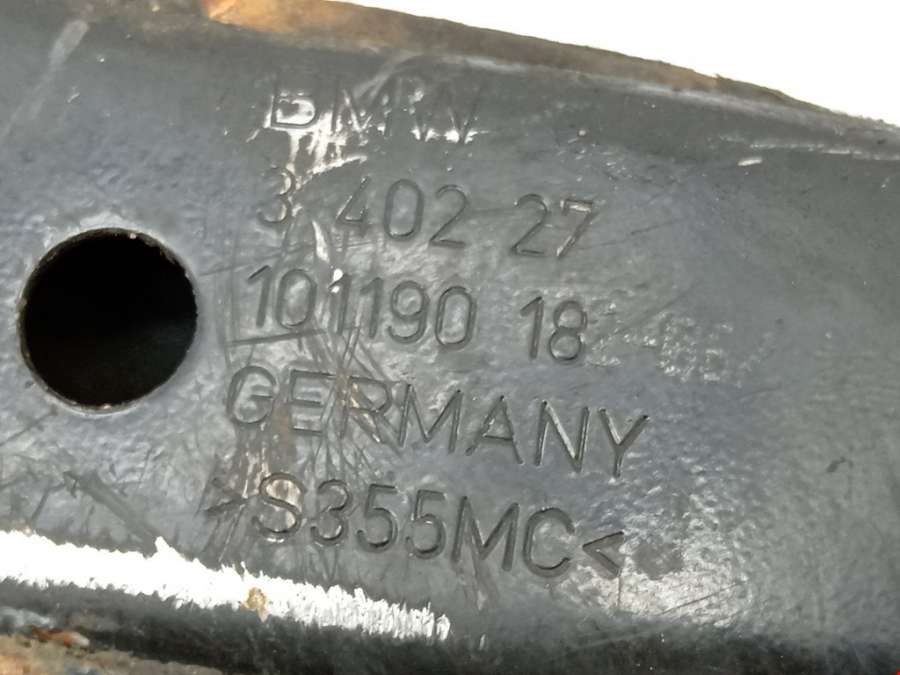 BMW
3 402 27
101190 18
GERMANY
>S355MC<